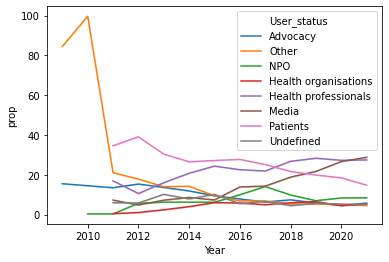 100
80
60
40
20
0
prop
2010
2012
2014
2016
2018
2020
Year
User_status
Advocacy
Other
NPO
Health organisations
Health professionals
Media
Patients
Undefined